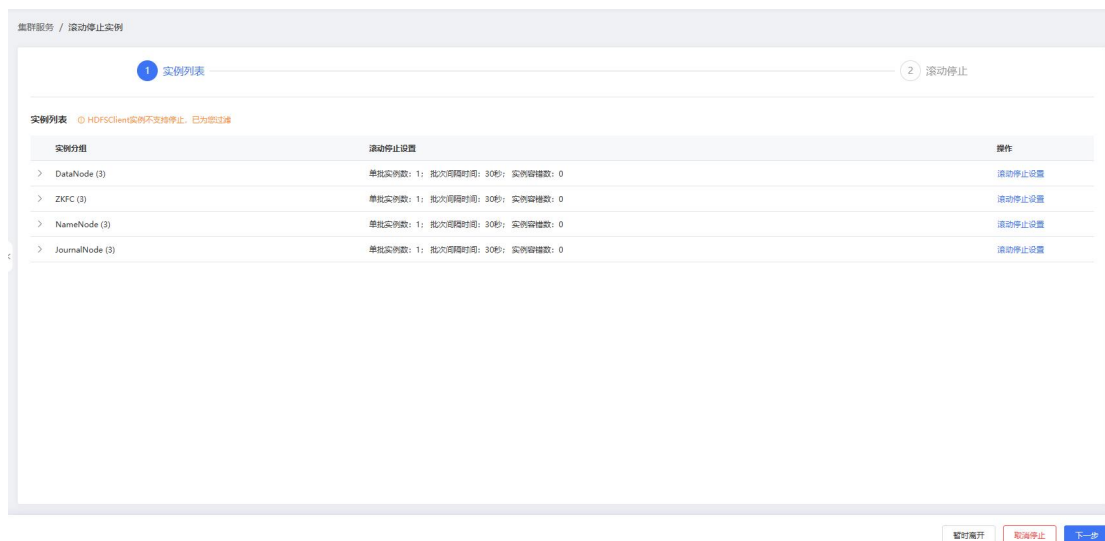 集群服务 / 滚动停止实例
1 实例列表 2 滚动停止
实例列表 HDFSClient实例不支持停止，已为您过滤
实例分组 滚动停止设置 操作
DataNode (3) 单批实例数：1； 批次间隔时间：30秒； 实例容错数：0 滚动停止设置
ZKFC (3) 单批实例数：1； 批次间隔时间：30秒； 实例容错数：0 滚动停止设置
NameNode (3) 单批实例数：1； 批次间隔时间：30秒； 实例容错数：0 滚动停止设置
JournalNode (3) 单批实例数：1； 批次间隔时间：30秒； 实例容错数：0 滚动停止设置
暂时离开 取消停止 下一步